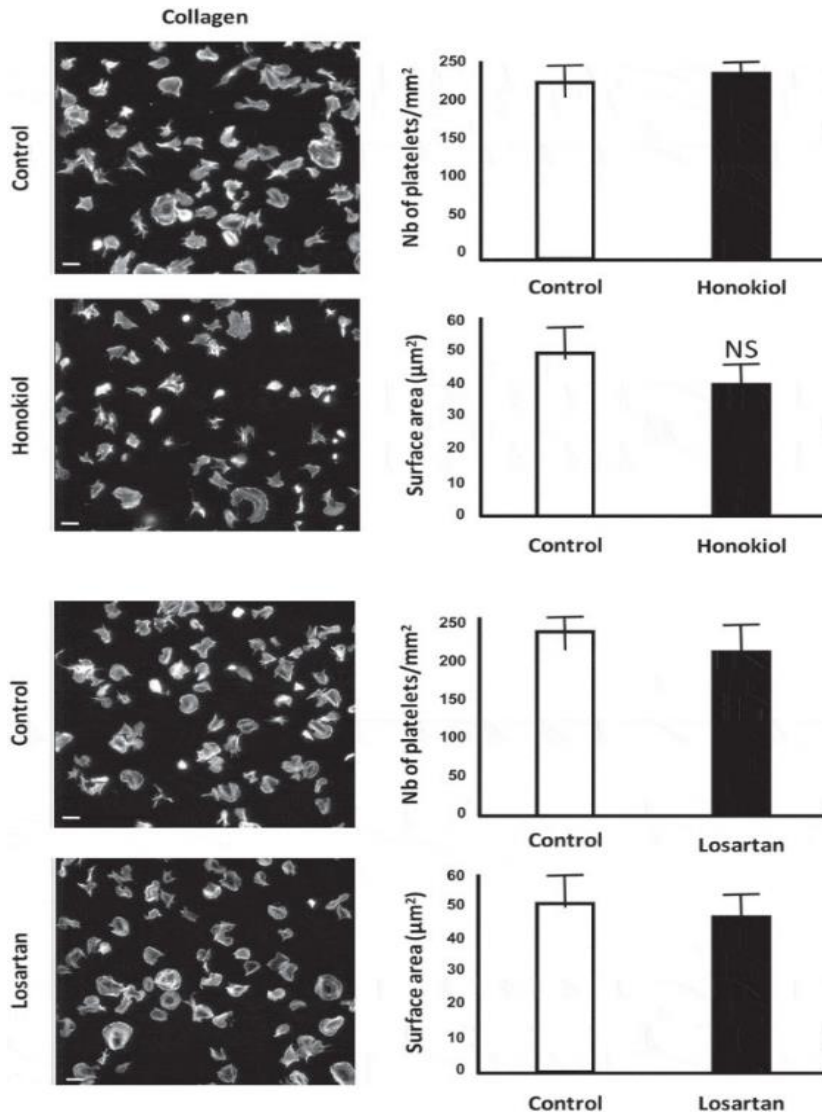 Collagen
Control
Nb of platelets/mm²
250
200
150
100
50
0
Control
Honokiol
Honokiol
Surface area (µm²)
60
50
40
30
20
10
0
NS
Control
Honokiol
Control
Nb of platelets/mm²
250
200
150
100
50
0
Control
Losartan
Losartan
Surface area (µm²)
60
50
40
30
20
10
0
Control
Losartan